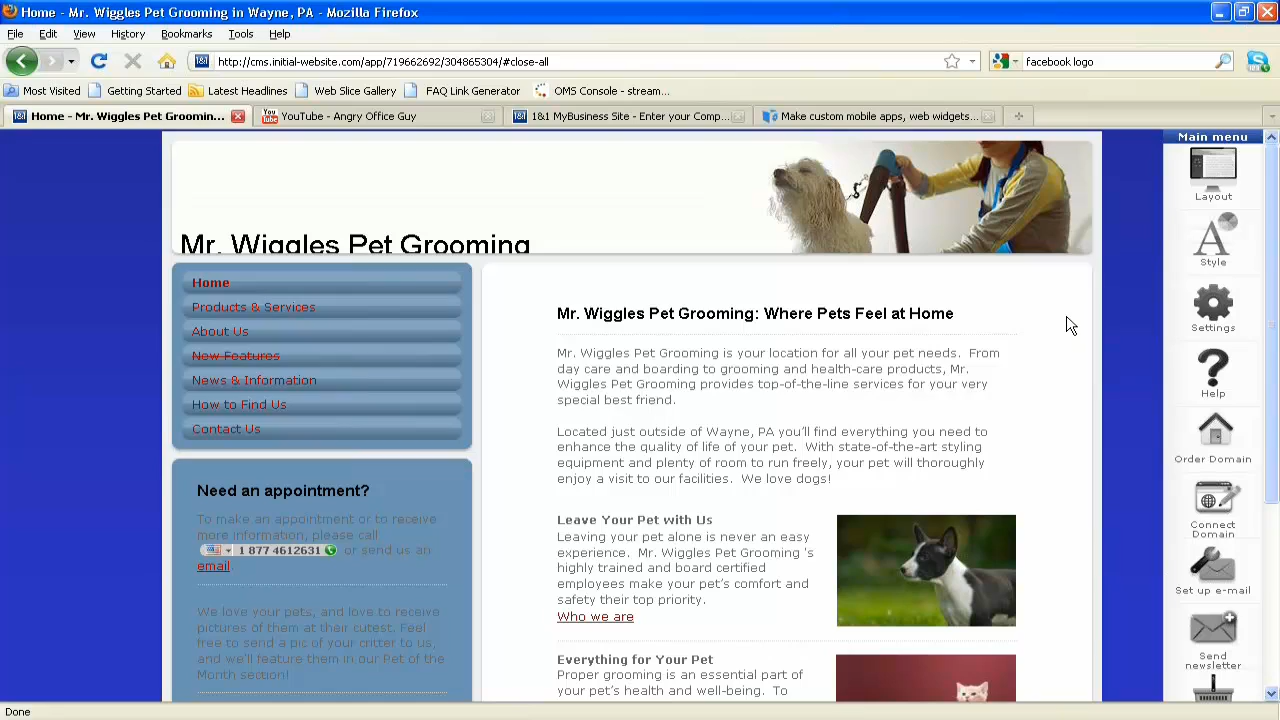 Home - Mr. Wiggles Pet Grooming in Wayne, PA - Mozilla Firefox
File Edit View History Bookmarks Tools Help
http://cms.initial-website.com/app/719662692/304865304/#close-all
facebook logo
Most Visited Getting Started Latest Headlines Web Slice Gallery FAQ Link Generator OMS Console - stream...
Home - Mr. Wiggles Pet Groomin... YouTube - Angry Office Guy 1&1 MyBusiness Site - Enter your Comp... Make custom mobile apps, web widgets...
Main menu
Layout
Style
Settings
Help
Order Domain
Connect
Domain
Set up e-mail
Send
newsletter
Mr. Wiggles Pet Grooming
Home
Products & Services
About Us
New Features
News & Information
How to Find Us
Contact Us
Need an appointment?
To make an appointment or to receive
more information, please call
1 877 4612631 or send us an
email.
We love your pets, and love to receive
pictures of them at their cutest. Feel
free to send a pic of your critter to us,
and we'll feature them in our Pet of the
Month section!
Mr. Wiggles Pet Grooming: Where Pets Feel at Home
Mr. Wiggles Pet Grooming is your location for all your pet needs. From
day care and boarding to grooming and health-care products, Mr.
Wiggles Pet Grooming provides top-of-the-line services for your very
special best friend.
Located just outside of Wayne, PA you'll find everything you need to
enhance the quality of life of your pet. With state-of-the-art styling
equipment and plenty of room to run freely, your pet will thoroughly
enjoy a visit to our facilities. We love dogs!
Leave Your Pet with Us
Leaving your pet alone is never an easy
experience. Mr. Wiggles Pet Grooming 's
highly trained and board certified
employees make your pet's comfort and
safety their top priority.
Who we are
Everything for Your Pet
Proper grooming is an essential part of
your pet's health and well-being. To
Done